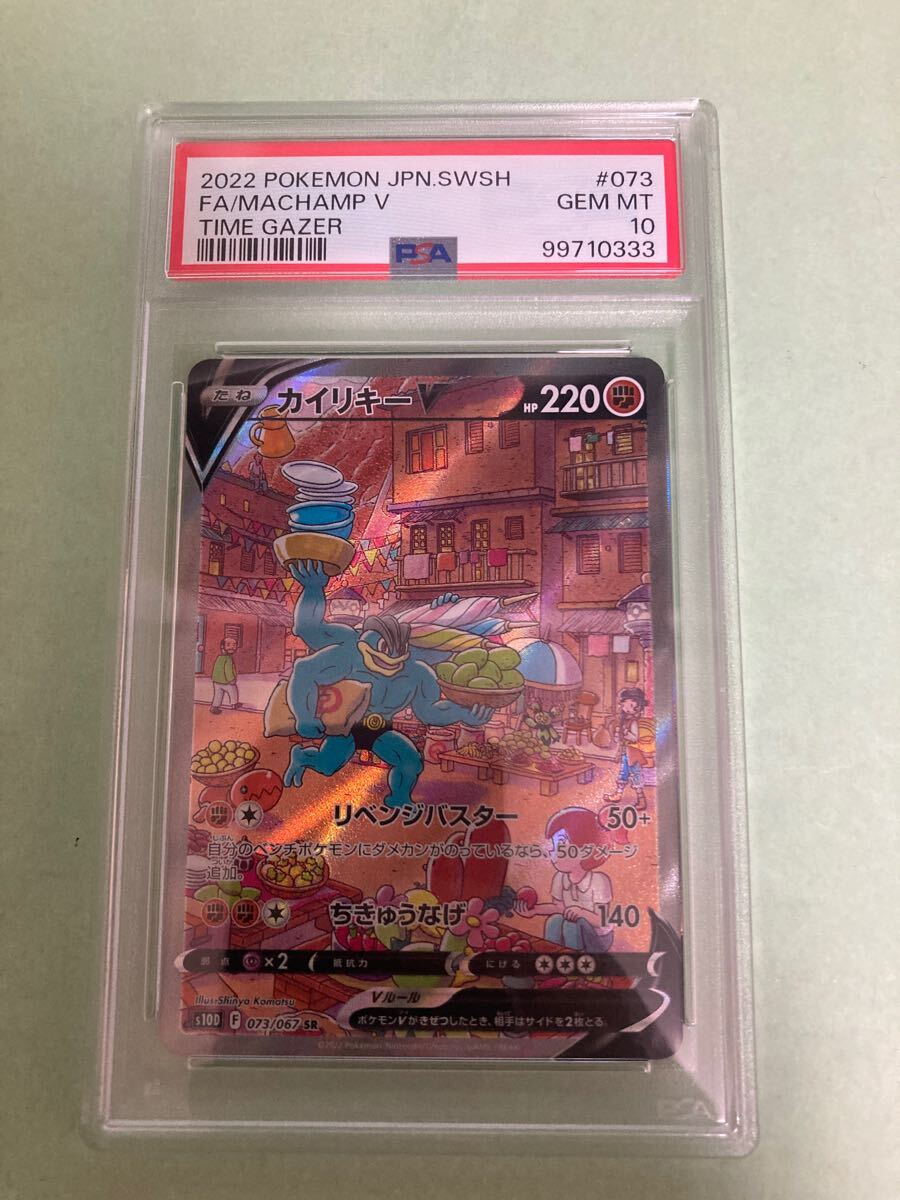 2022 POKEMON JPN.SWSH #073
FA/MACHAMP V GEM MT
TIME GAZER 10
PSA 99710333
たね カイリキーV HP 220
リベンジバスター 50+
自分のベンチポケモンにダメカンがのっているなら、50ダメージ
追加。
ちきゅうなげ 140
弱点 ×2 抵抗力 にげる
Illus. Shinya Komatsu
Vルール
s10D F 073/067 SR
ポケモンVがきぜつしたとき、相手はサイドを2枚とる。
©2022 Pokémon
PSA